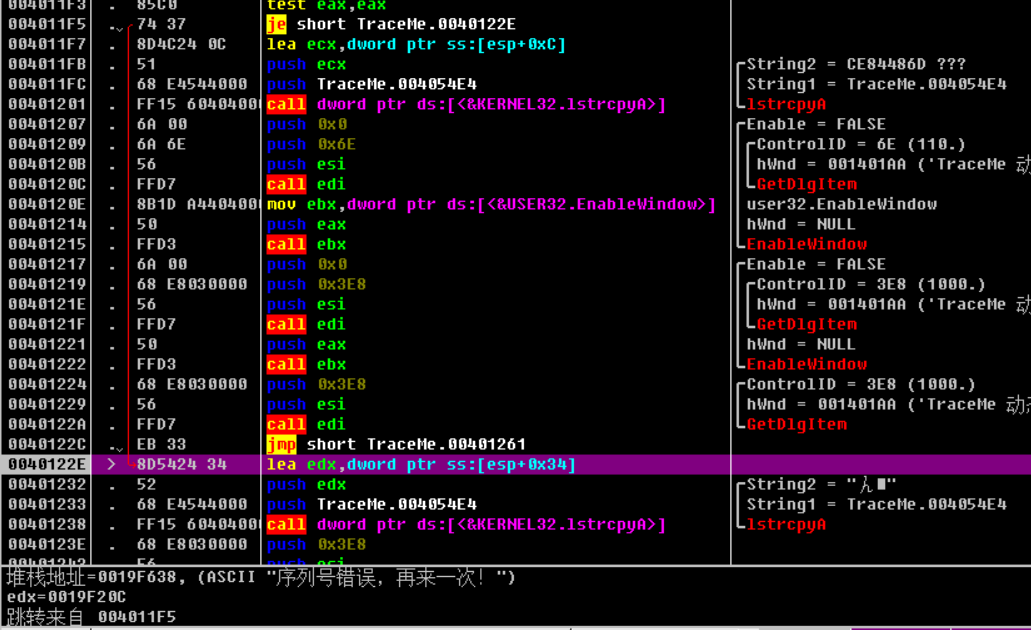 004011F3 . 85C0 test eax,eax
004011F5 . 74 37 je short TraceMe.0040122E
004011F7 . 8D4C24 0C lea ecx,dword ptr ss:[esp+0xC]
004011FB . 51 push ecx String2 = CE84486D ???
004011FC . 68 E4544000 push TraceMe.004054E4 String1 = TraceMe.004054E4
00401201 . FF15 60404000 call dword ptr ds:[<&KERNEL32.lstrcpyA>] lstrcpyA
00401207 . 6A 00 push 0x0 Enable = FALSE
00401209 . 6A 6E push 0x6E ControlID = 6E (110.)
0040120B . 56 push esi hWnd = 001401AA ('TraceMe 动
0040120C . FFD7 call edi GetDlgItem
0040120E . 8B1D A4404000 mov ebx,dword ptr ds:[<&USER32.EnableWindow>] user32.EnableWindow
00401214 . 50 push eax hWnd = NULL
00401215 . FFD3 call ebx EnableWindow
00401217 . 6A 00 push 0x0 Enable = FALSE
00401219 . 68 E8030000 push 0x3E8 ControlID = 3E8 (1000.)
0040121E . 56 push esi hWnd = 001401AA ('TraceMe 动
0040121F . FFD7 call edi GetDlgItem
00401221 . 50 push eax hWnd = NULL
00401222 . FFD3 call ebx EnableWindow
00401224 . 68 E8030000 push 0x3E8 ControlID = 3E8 (1000.)
00401229 . 56 push esi hWnd = 001401AA ('TraceMe 动
0040122A . FFD7 call edi GetDlgItem
0040122C . EB 33 jmp short TraceMe.00401261
0040122E > 8D5424 34 lea edx,dword ptr ss:[esp+0x34]
00401232 . 52 push edx String2 =
00401233 . 68 E4544000 push TraceMe.004054E4 String1 = TraceMe.004054E4
00401238 . FF15 60404000 call dword ptr ds:[<&KERNEL32.lstrcpyA>] lstrcpyA
0040123E . 68 E8030000 push 0x3E8
00401243 . 56 push esi
堆栈地址=0019F638, (ASCII "序列号错误，再来一次！")
edx=0019F20C
跳转来自 004011F5